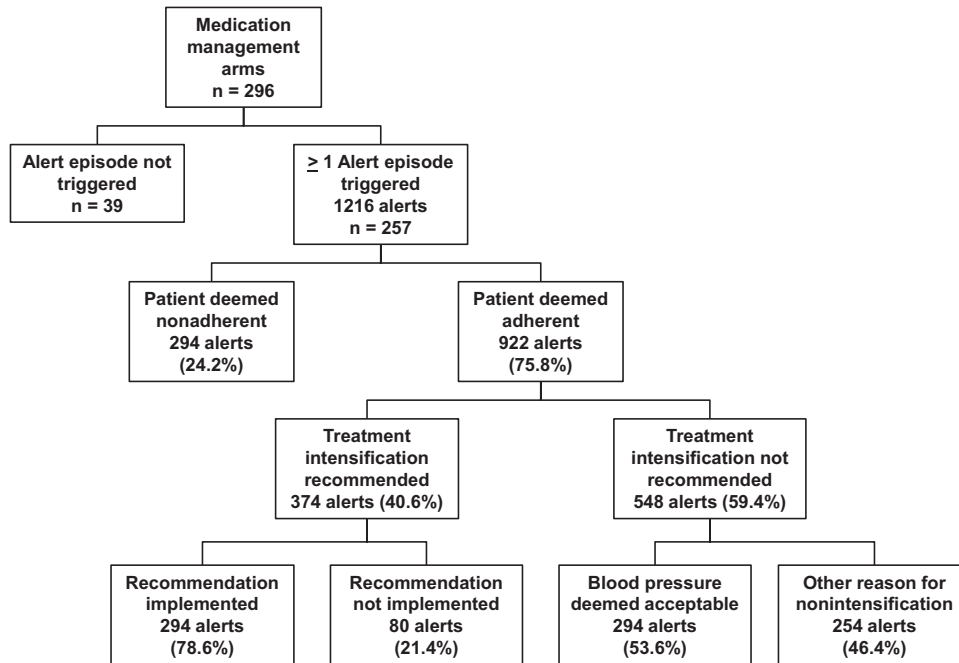 Medication
management
arms
n = 296
Alert episode not
triggered
n = 39
≥ 1 Alert episode
triggered
1216 alerts
n = 257
Patient deemed
nonadherent
294 alerts
(24.2%)
Patient deemed
adherent
922 alerts
(75.8%)
Treatment
intensification
recommended
374 alerts (40.6%)
Treatment
intensification not
recommended
548 alerts (59.4%)
Recommendation
implemented
294 alerts
(78.6%)
Recommendation
not implemented
80 alerts
(21.4%)
Blood pressure
deemed acceptable
294 alerts
(53.6%)
Other reason for
nonintensification
254 alerts
(46.4%)